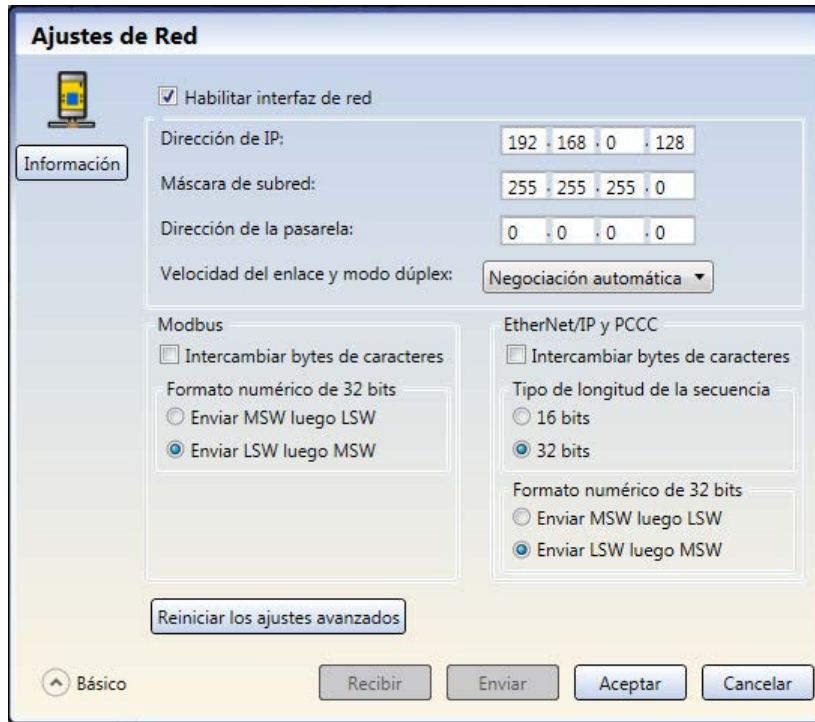 Ajustes de Red
Información
Habilitar interfaz de red
Dirección de IP: 192 . 168 . 0 . 128
Máscara de subred: 255 . 255 . 255 . 0
Dirección de la pasarela: 0 . 0 . 0 . 0
Velocidad del enlace y modo dúplex: Negociación automática
Modbus
Intercambiar bytes de caracteres
Formato numérico de 32 bits
Enviar MSW luego LSW
Enviar LSW luego MSW
EtherNet/IP y PCCC
Intercambiar bytes de caracteres
Tipo de longitud de la secuencia
16 bits
32 bits
Formato numérico de 32 bits
Enviar MSW luego LSW
Enviar LSW luego MSW
Reiniciar los ajustes avanzados
Básico Recibir Enviar Aceptar Cancelar